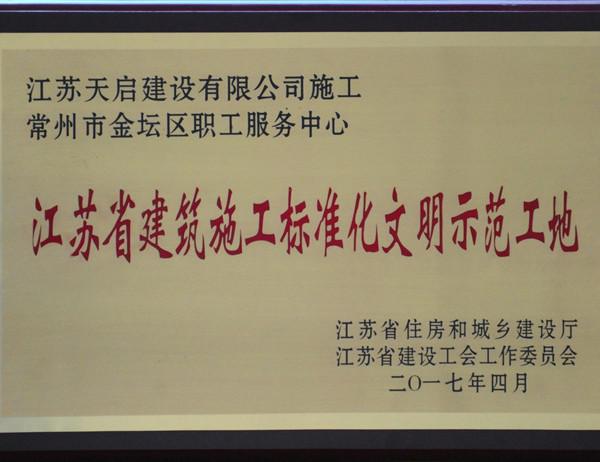 江苏天启建设有限公司施工
常州市金坛区职工服务中心
江苏省建筑施工标准化文明示范工地
江苏省住房和城乡建设厅
江苏省建设工会工作委员会
二〇一七年四月